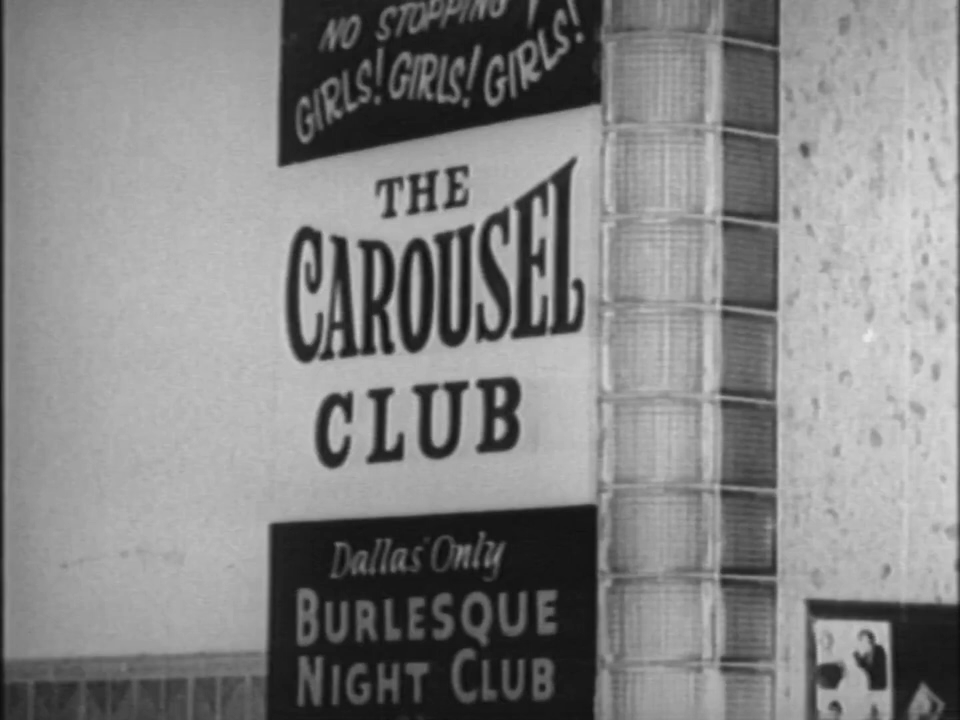 NO STOPPING
GIRLS! GIRLS! GIRLS!
THE
CAROUSEL
CLUB
Dallas' Only
BURLESQUE
NIGHT CLUB